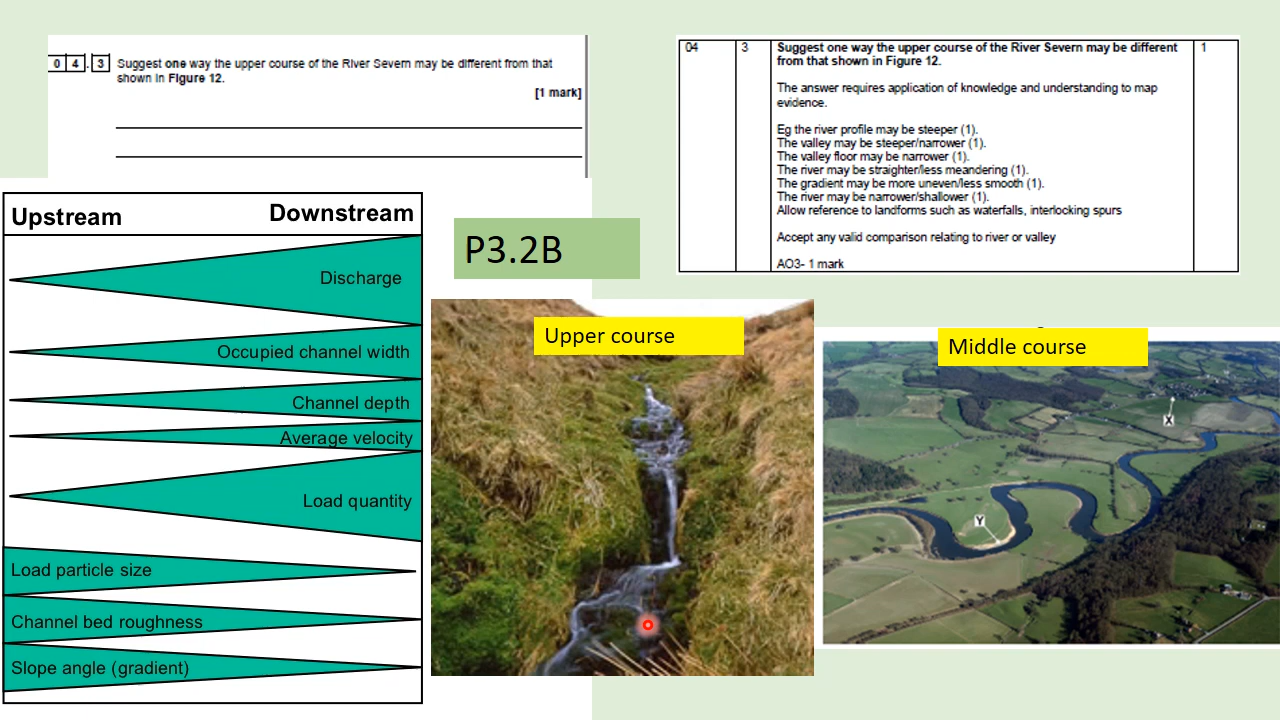 0 4 . 3 Suggest one way the upper course of the River Severn may be different from that
shown in Figure 12.
[1 mark]
04 3 Suggest one way the upper course of the River Severn may be different 1
from that shown in Figure 12.
The answer requires application of knowledge and understanding to map
evidence.
Eg the river profile may be steeper (1).
The valley may be steeper/narrower (1).
The valley floor may be narrower (1).
The river may be straighter/less meandering (1).
The gradient may be more uneven/less smooth (1).
The river may be narrower/shallower (1).
Allow reference to landforms such as waterfalls, interlocking spurs
Accept any valid comparison relating to river or valley
AO3- 1 mark
Upstream Downstream
Discharge
Occupied channel width
Channel depth
Average velocity
Load quantity
Load particle size
Channel bed roughness
Slope angle (gradient)
P3.2B
Upper course
Middle course
X
Y